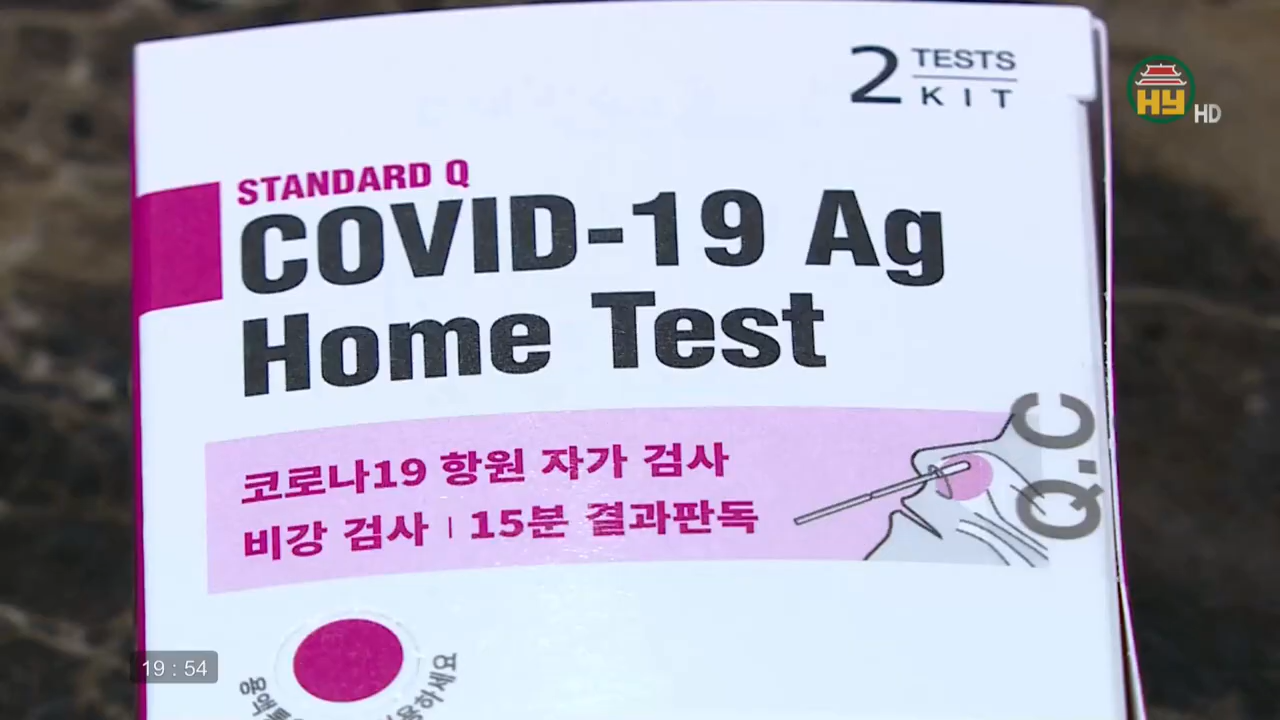 2 TESTS
KIT
HY HD
STANDARD Q
COVID-19 Ag
Home Test
Q.C
코로나19 항원 자가 검사
비강 검사 | 15분 결과판독
19 : 54